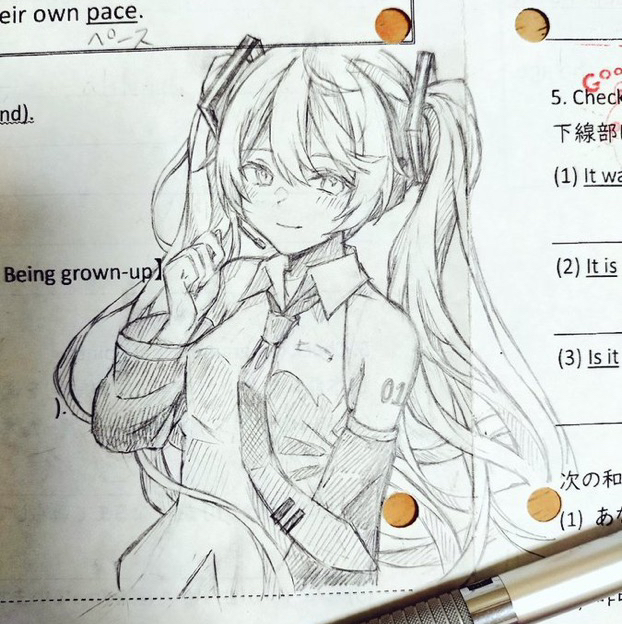 eir own pace.
ペース
nd).
Being grown-up】
).
01
Goo
5. Check
下線部
(1) It wa
(2) It is
(3) Is it
次の和
(1) あ